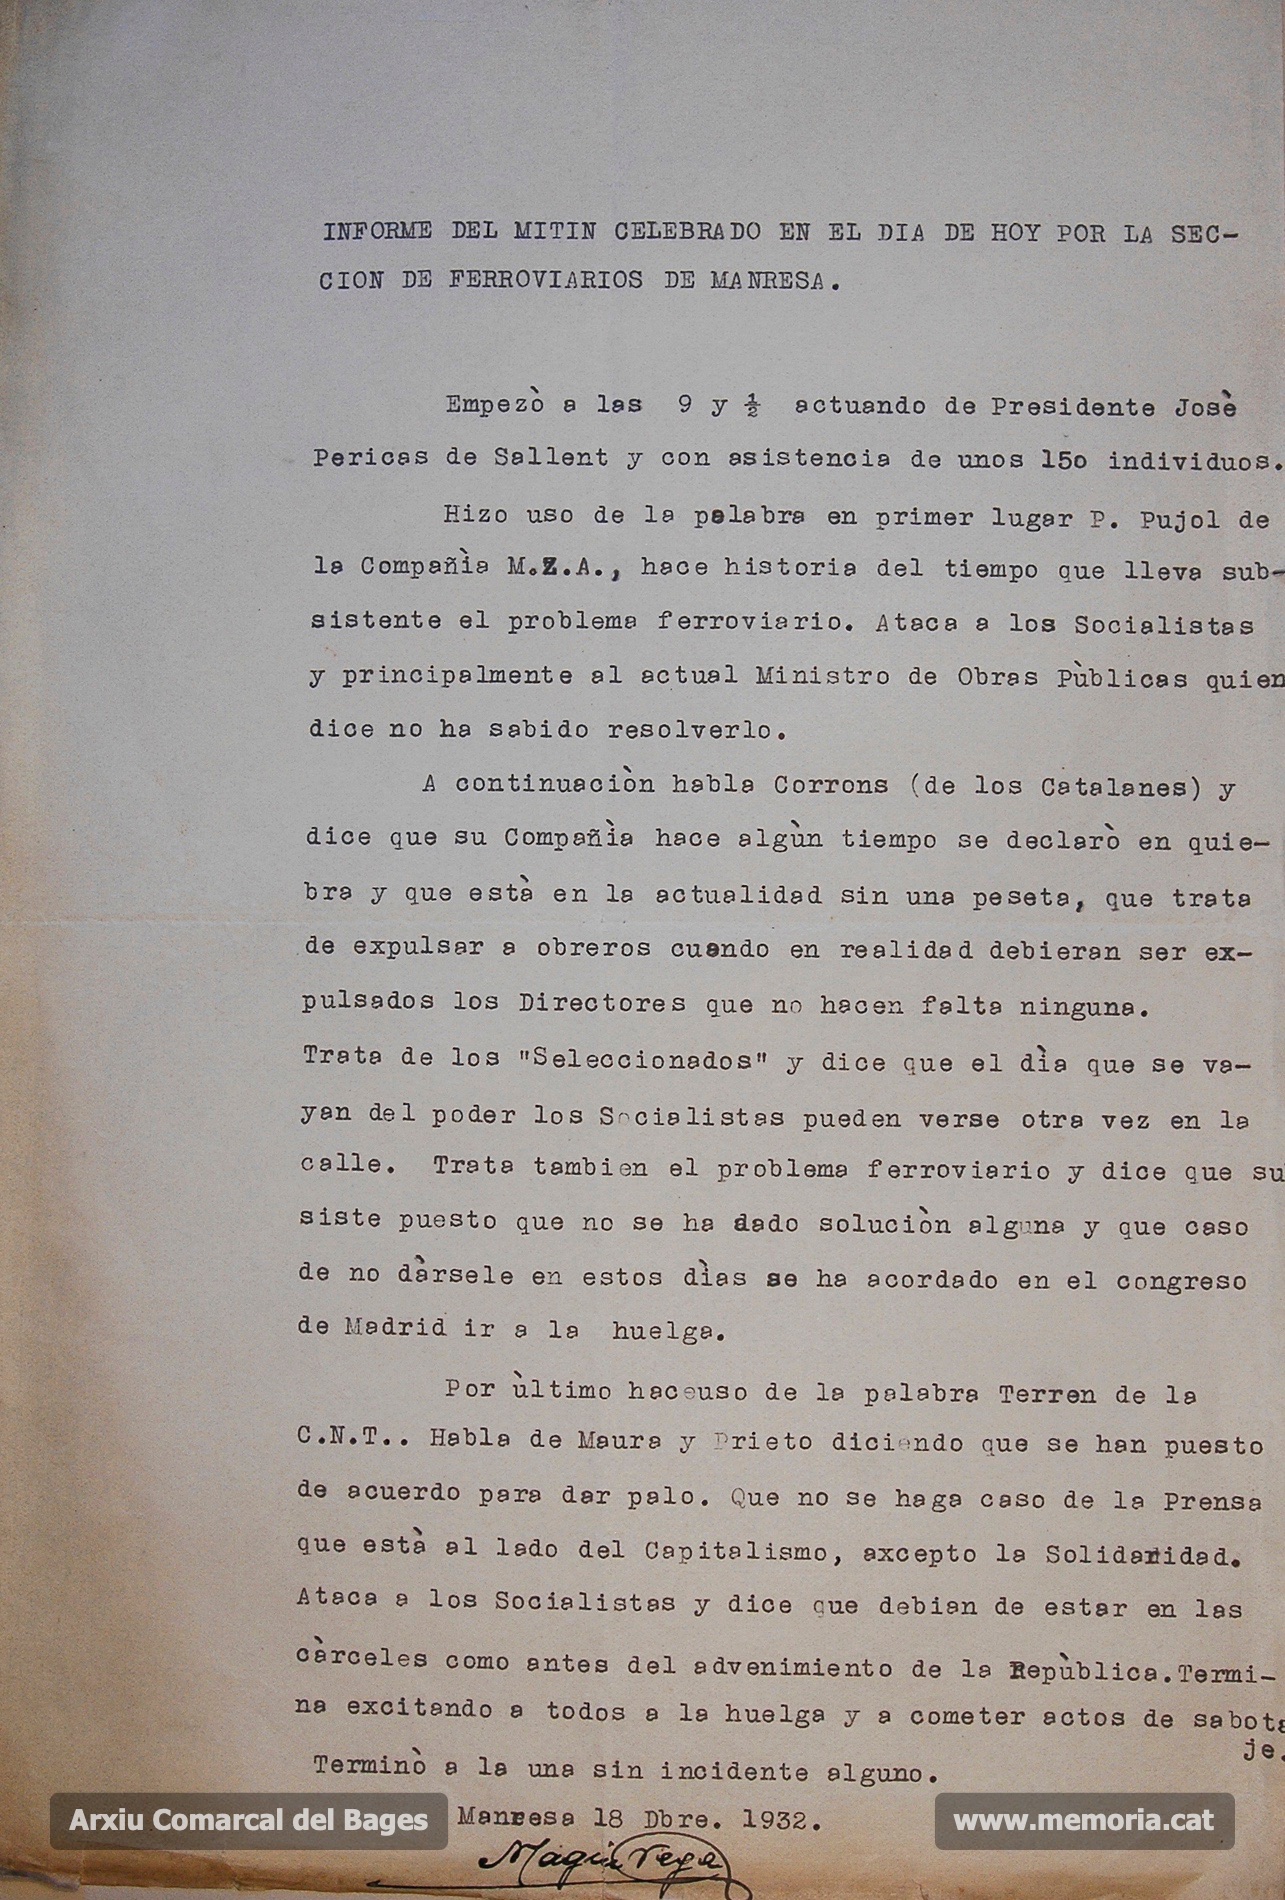 INFORME DEL MITIN CELEBRADO EN EL DIA DE HOY POR LA SEC-
CION DE FERROVIARIOS DE MANRESA.
Empezò a las 9 y ½ actuando de Presidente Josè
Pericas de Sallent y con asistencia de unos 15o individuos.
Hizo uso de la palabra en primer lugar P. Pujol de
la Compañìa M.Z.A., hace historia del tiempo que lleva sub-
sistente el problema ferroviario. Ataca a los Socialistas
y principalmente al actual Ministro de Obras Pùblicas quien
dice no ha sabido resolverlo.
A continuaciòn habla Corrons (de los Catalanes) y
dice que su Compañìa hace algùn tiempo se declarò en quie-
bra y que està en la actualidad sin una peseta, que trata
de expulsar a obreros cuando en realidad debieran ser ex-
pulsados los Directores que no hacen falta ninguna.
Trata de los "Seleccionados" y dice que el dìa que se va-
yan del poder los Socialistas pueden verse otra vez en la
calle. Trata tambien el problema ferroviario y dice que su
siste puesto que no se ha dado soluciòn alguna y que caso
de no dàrsele en estos dìas se ha acordado en el congreso
de Madrid ir a la huelga.
Por ùltimo haceuso de la palabra Terren de la
C.N.T.. Habla de Maura y Prieto diciendo que se han puesto
de acuerdo para dar palo. Que no se haga caso de la Prensa
que està al lado del Capitalismo, axcepto la Solidaridad.
Ataca a los Socialistas y dice que debian de estar en las
càrceles como antes del advenimiento de la Repùblica.Termi-
na excitando a todos a la huelga y a cometer actos de sabota
je.
Terminò a la una sin incidente alguno.
Manresa 18 Dbre. 1932.
Magin Vega
Arxiu Comarcal del Bages
www.memoria.cat